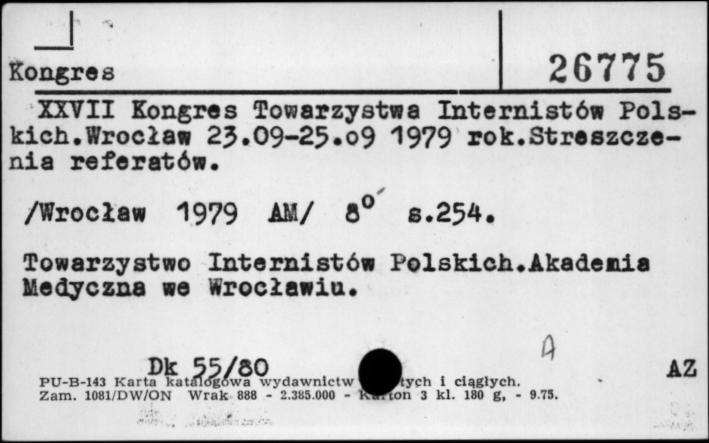 Kongres 26775
XXVII Kongres Towarzystwa Internistów Pols-
kich.Wrocław 23.09-25.09 1979 rok.Streszcze-
nia referatów.
/Wrocław 1979 AM/ 8° s.254.
Towarzystwo Internistów Polskich.Akademia
Medyczna we Wrocławiu.
A
Dk 55/80 AZ
PU-B-143 Karta katalogowa wydawnictw i ciągłych.
Zam. 1081/DW/ON Wrak 888 - 2.385.000 - Karton 3 kl. 180 g, - 9.75.